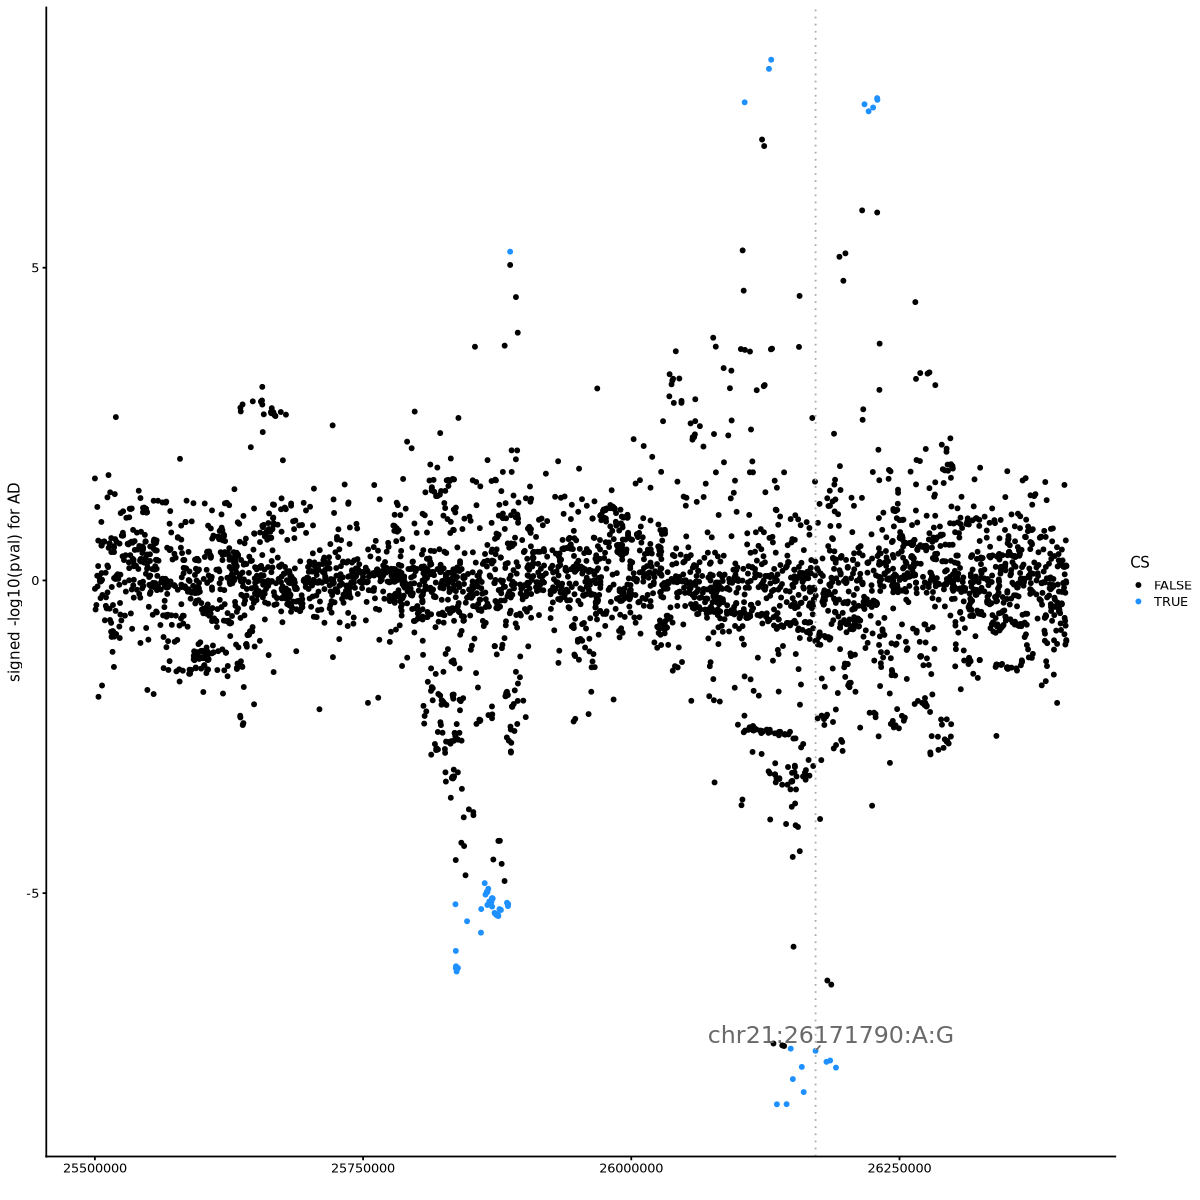 signed -log10(pval) for AD
5
0
-5
chr21:26171790:A:G
25500000
25750000
26000000
26250000
CS
FALSE
TRUE